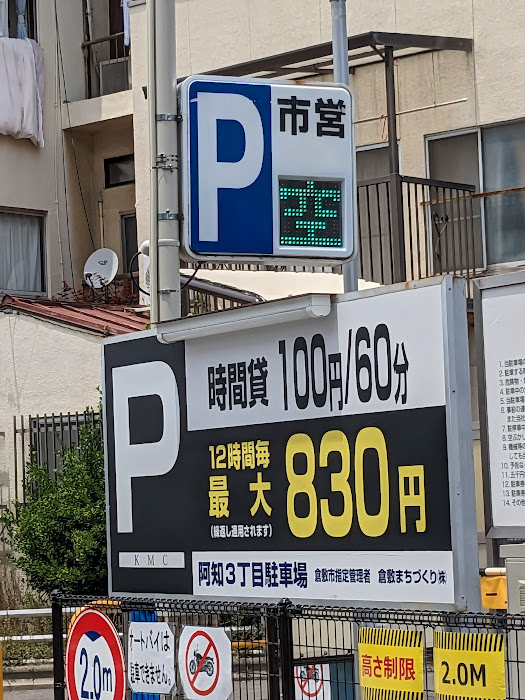 P 市営
空
P
時間貸 100円/60分
12時間毎
最大 830円
(繰返し適用されます)
KMC
阿知3丁目駐車場 倉敷市指定管理者 倉敷まちづくり㈱
2.0m
オートバイは
駐車できません。
高さ制限
2.0M